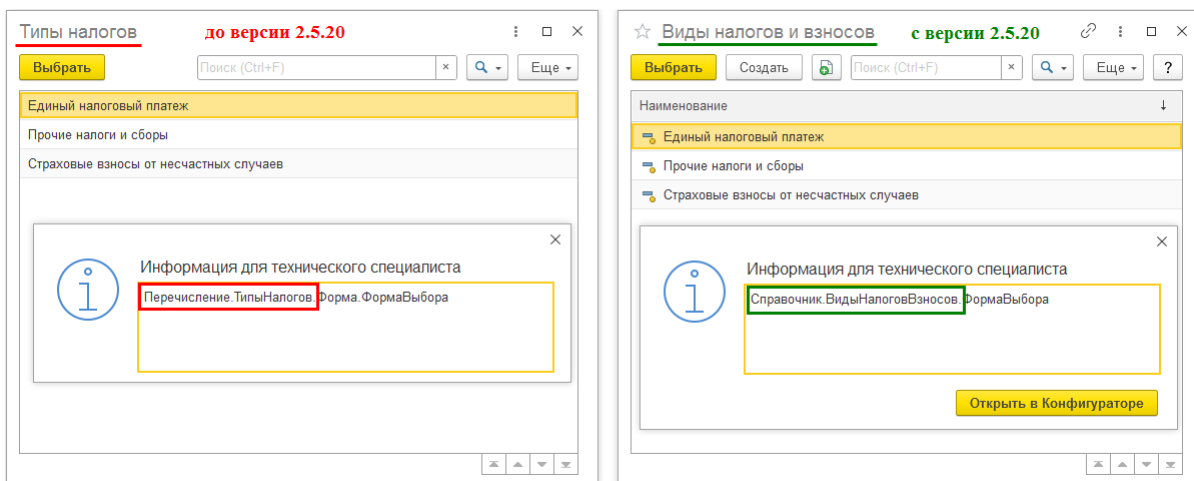 Типы налогов
до версии 2.5.20
Выбрать
Поиск (Ctrl+F)
Еще
Единый налоговый платеж
Прочие налоги и сборы
Страховые взносы от несчастных случаев
Информация для технического специалиста
Перечисление.ТипыНалогов.Форма.ФормаВыбора
Виды налогов и взносов
с версии 2.5.20
Выбрать
Создать
Поиск (Ctrl+F)
Еще
?
Наименование
Единый налоговый платеж
Прочие налоги и сборы
Страховые взносы от несчастных случаев
Информация для технического специалиста
Справочник.ВидыНалоговВзносов.ФормаВыбора
Открыть в Конфигураторе